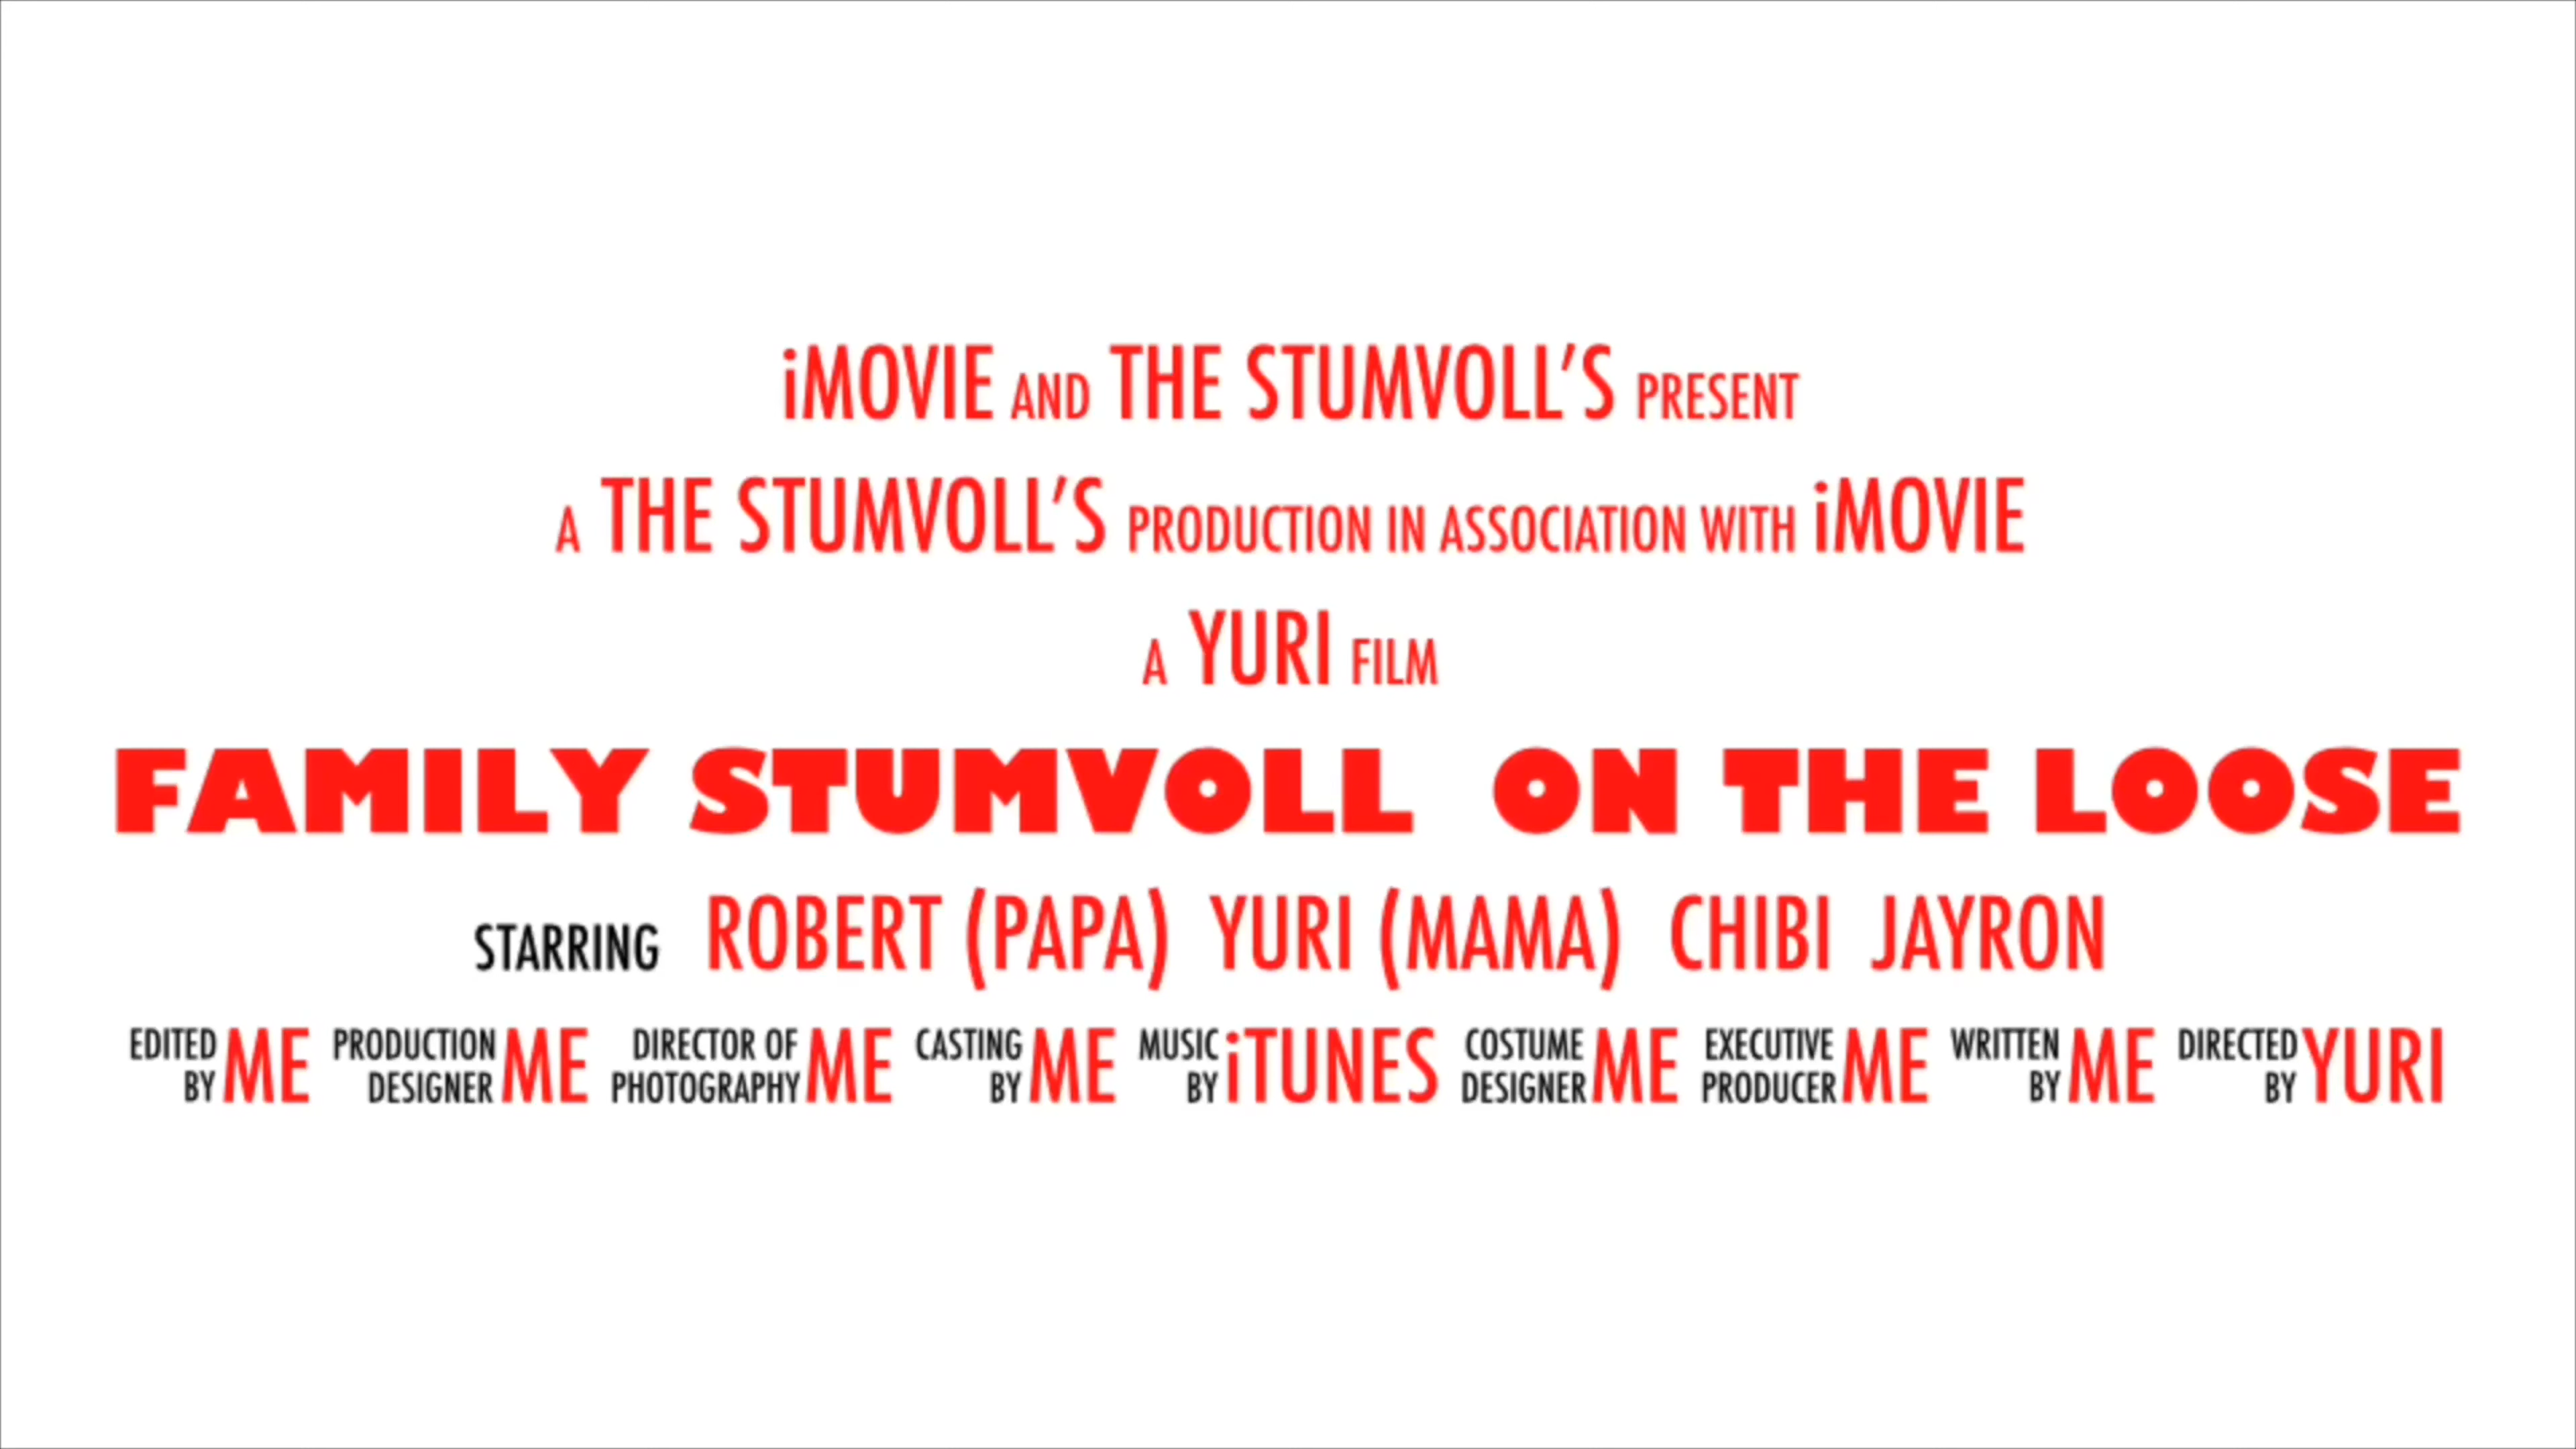 iMOVIE AND THE STUMVOLL'S PRESENT
A THE STUMVOLL'S PRODUCTION IN ASSOCIATION WITH iMOVIE
A YURI FILM
FAMILY STUMVOLL ON THE LOOSE
STARRING ROBERT (PAPA) YURI (MAMA) CHIBI JAYRON
EDITED BY ME PRODUCTION DESIGNER ME DIRECTOR OF PHOTOGRAPHY ME CASTING BY ME MUSIC BY iTUNES COSTUME DESIGNER ME EXECUTIVE PRODUCER ME WRITTEN BY ME DIRECTED BY YURI